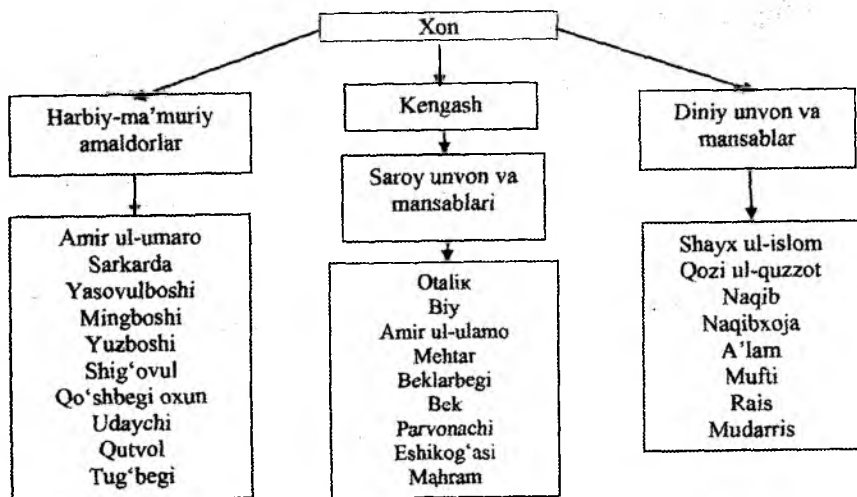 Xon
Harbiy-ma'muriy
amaldorlar
Amir ul-umaro
Sarkarda
Yasovulboshi
Mingboshi
Yuzboshi
Shig‘ovul
Qo‘shbegi oxun
Udaychi
Qutvol
Tug‘begi
Kengash
Saroy unvon va
mansablari
Otaliк
Biy
Amir ul-ulamo
Mehtar
Beklarbegi
Bek
Parvonachi
Eshikog‘asi
Mahram
Diniy unvon va
mansablar
Shayx ul-islom
Qozi ul-quzzot
Naqib
Naqibxoja
A’lam
Mufti
Rais
Mudarris